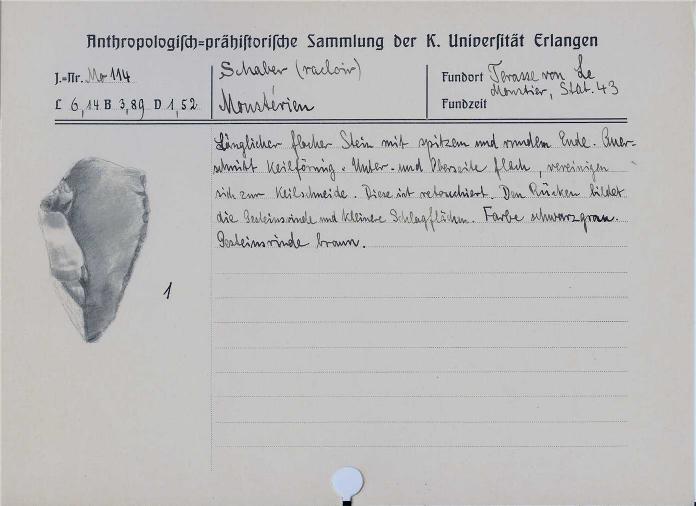 Anthropologisch=prähistorische Sammlung der K. Universität Erlangen
J.=Nr. Mo 114
L 6,14 B 3,89 D 1,52
Schaber (racloir)
Moustérien
Fundort Terasse von Le
Moustier, Stat. 43
Fundzeit
Länglicher flacher Stein mit spitzem und rundem Ende. Quer=
schnitt Keilförmig. Unter- und Oberseite flach, vereinigen
sich zur Keilschneide. Diese ist retouchiert. Den Rücken bildet
die Gesteinsrinde und kleinere Schlagflächen. Farbe schwarzgrau.
Gesteinsrinde braun.
1